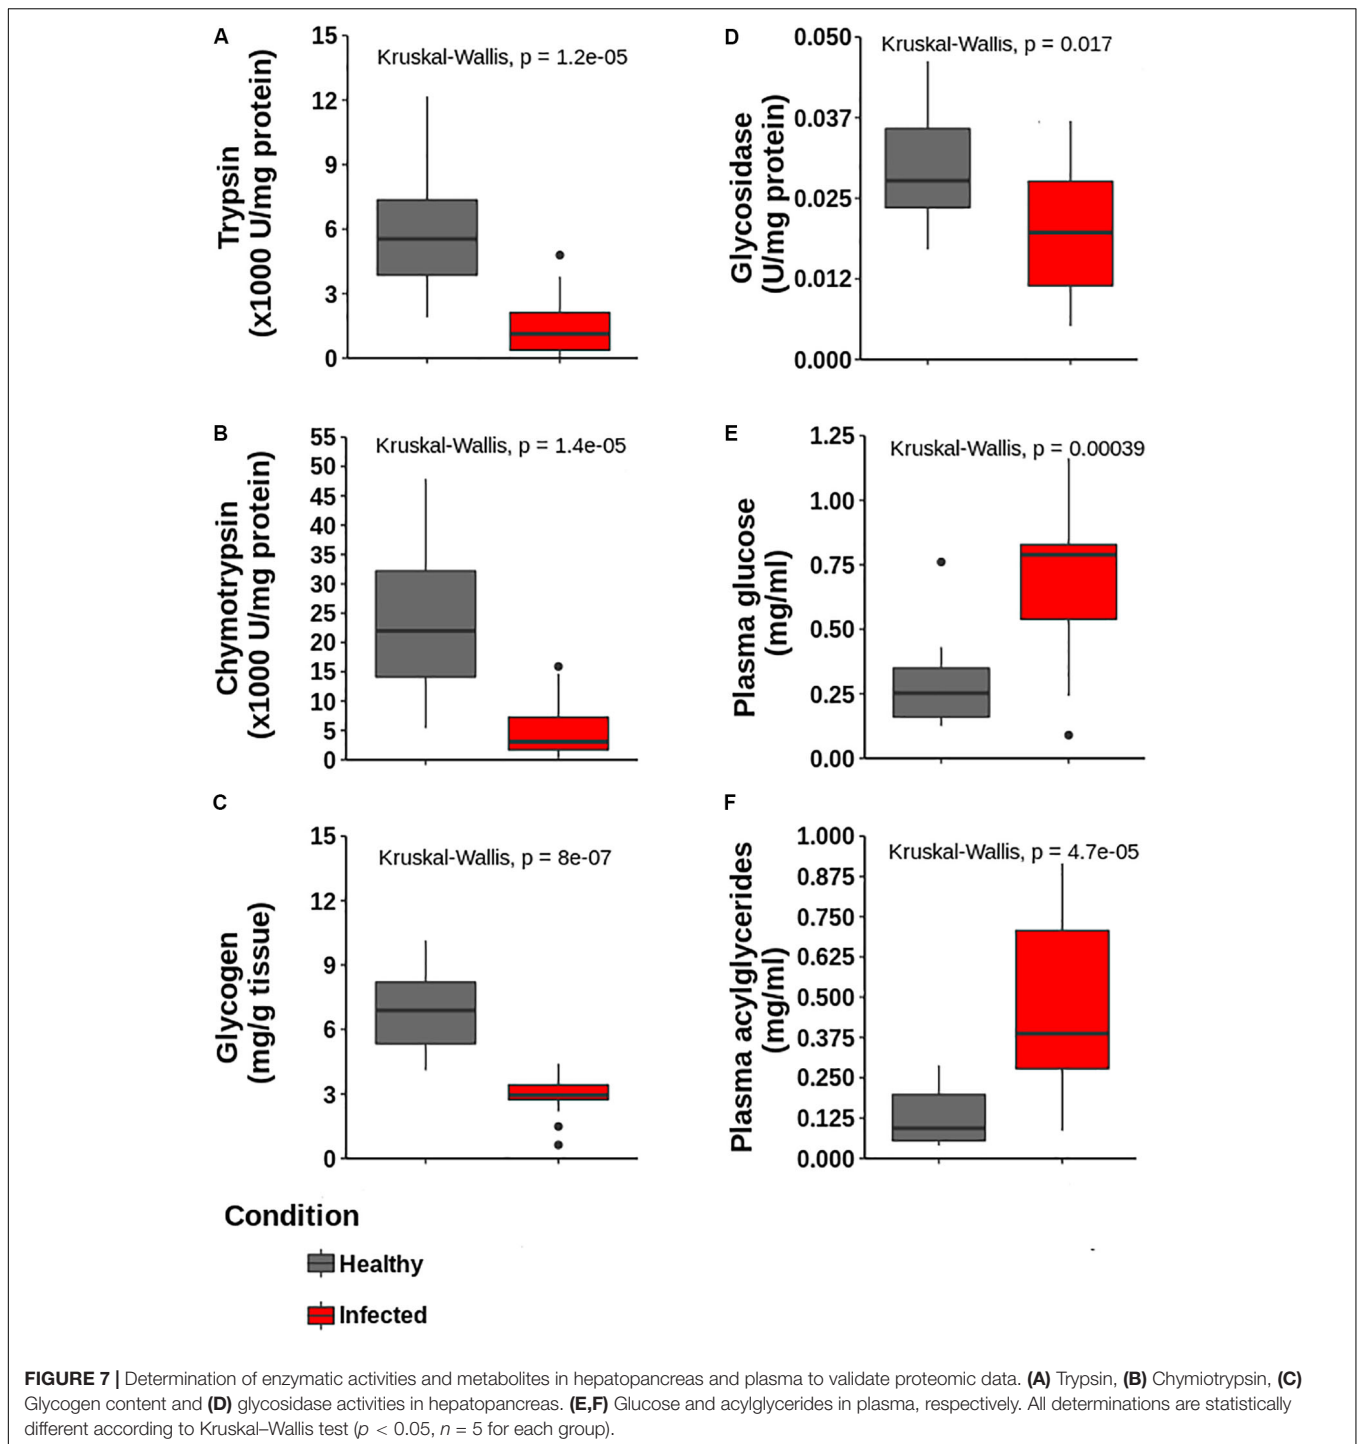 A
Kruskal-Wallis, p = 1.2e-05
Trypsin
(x1000 U/mg protein)
15
12
9
6
3
0
D
Kruskal-Wallis, p = 0.017
Glycosidase
(U/mg protein)
0.050
0.037
0.025
0.012
0.000
B
Kruskal-Wallis, p = 1.4e-05
Chymotrypsin
(x1000 U/mg protein)
55
50
45
40
35
30
25
20
15
10
5
0
E
Kruskal-Wallis, p = 0.00039
Plasma glucose
(mg/ml)
1.25
1.00
0.75
0.50
0.25
0.00
C
Kruskal-Wallis, p = 8e-07
Glycogen
(mg/g tissue)
15
12
9
6
3
0
F
Kruskal-Wallis, p = 4.7e-05
Plasma acylglycerides
(mg/ml)
1.000
0.875
0.750
0.625
0.500
0.375
0.250
0.125
0.000
Condition
Healthy
Infected
FIGURE 7 | Determination of enzymatic activities and metabolites in hepatopancreas and plasma to validate proteomic data. (A) Trypsin, (B) Chymiotrypsin, (C)
Glycogen content and (D) glycosidase activities in hepatopancreas. (E,F) Glucose and acylglycerides in plasma, respectively. All determinations are statistically
different according to Kruskal–Wallis test (p < 0.05, n = 5 for each group).